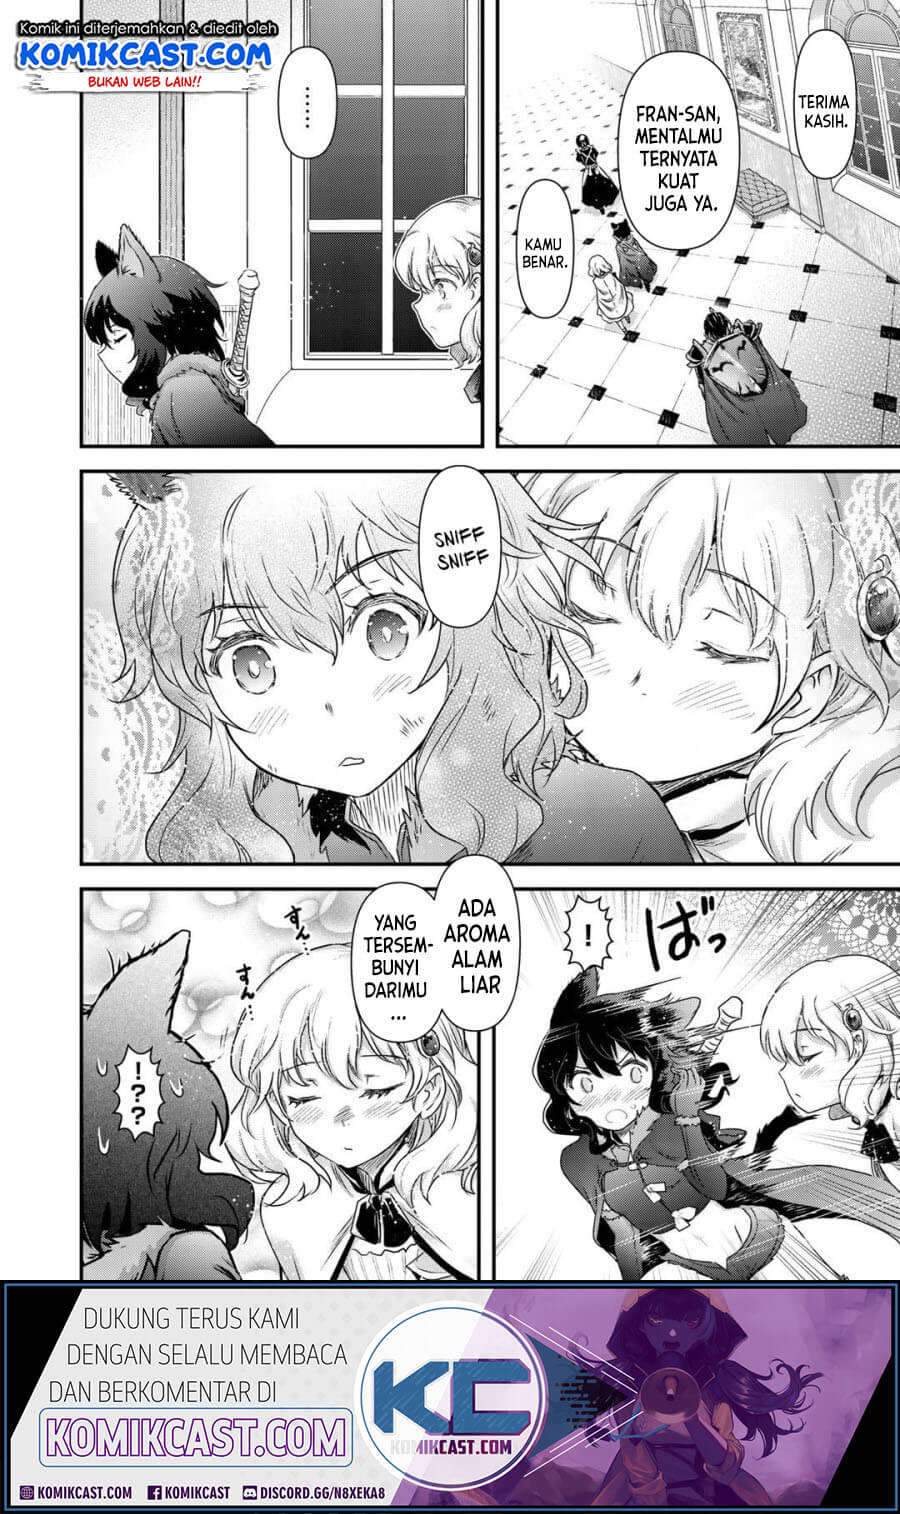 Komik ini diterjemahkan & diedit oleh
KOMIKCAST.COM
BUKAN WEB LAIN!!
TERIMA
KASIH.
FRAN-SAN,
MENTALMU
TERNYATA
KUAT
JUGA YA.
KAMU
BENAR.
........
SNIFF
SNIFF
ばっ
!
ADA
AROMA
ALAM
LIAR
YANG
TERSEM-
BUNYI
DARIMU
...
すん...
すん...
!??
DUKUNG TERUS KAMI
DENGAN SELALU MEMBACA
DAN BERKOMENTAR DI
KOMIKCAST.COM
KC
KOMIKCAST.COM
KOMIKCAST.COM
KOMIKCAST
DISCORD.GG/N8XEKA8